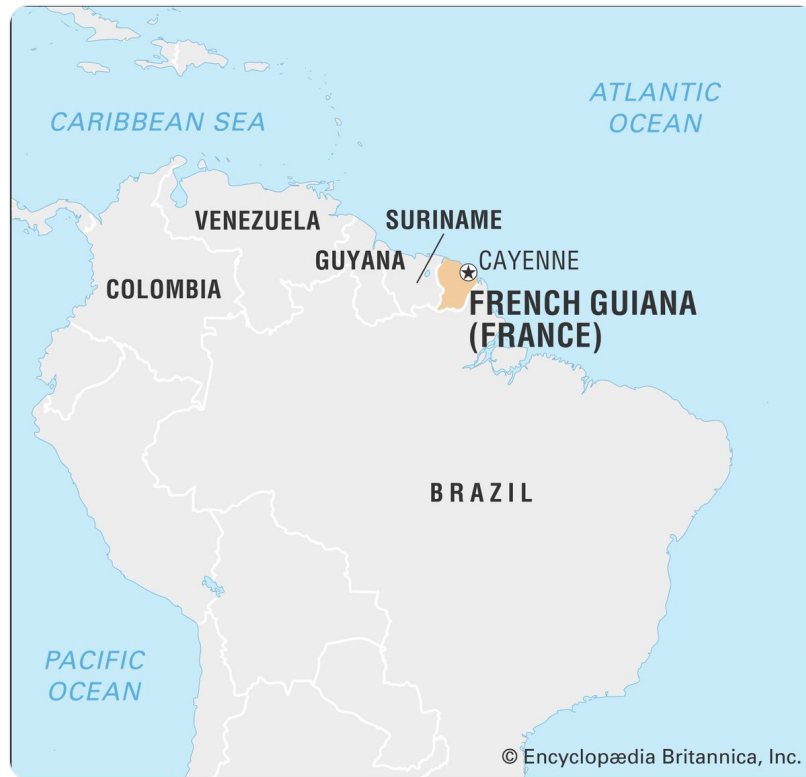 ATLANTIC
OCEAN
CARIBBEAN SEA
VENEZUELA
SURINAME
GUYANA
CAYENNE
COLOMBIA
FRENCH GUIANA
(FRANCE)
BRAZIL
PACIFIC
OCEAN
© Encyclopædia Britannica, Inc.